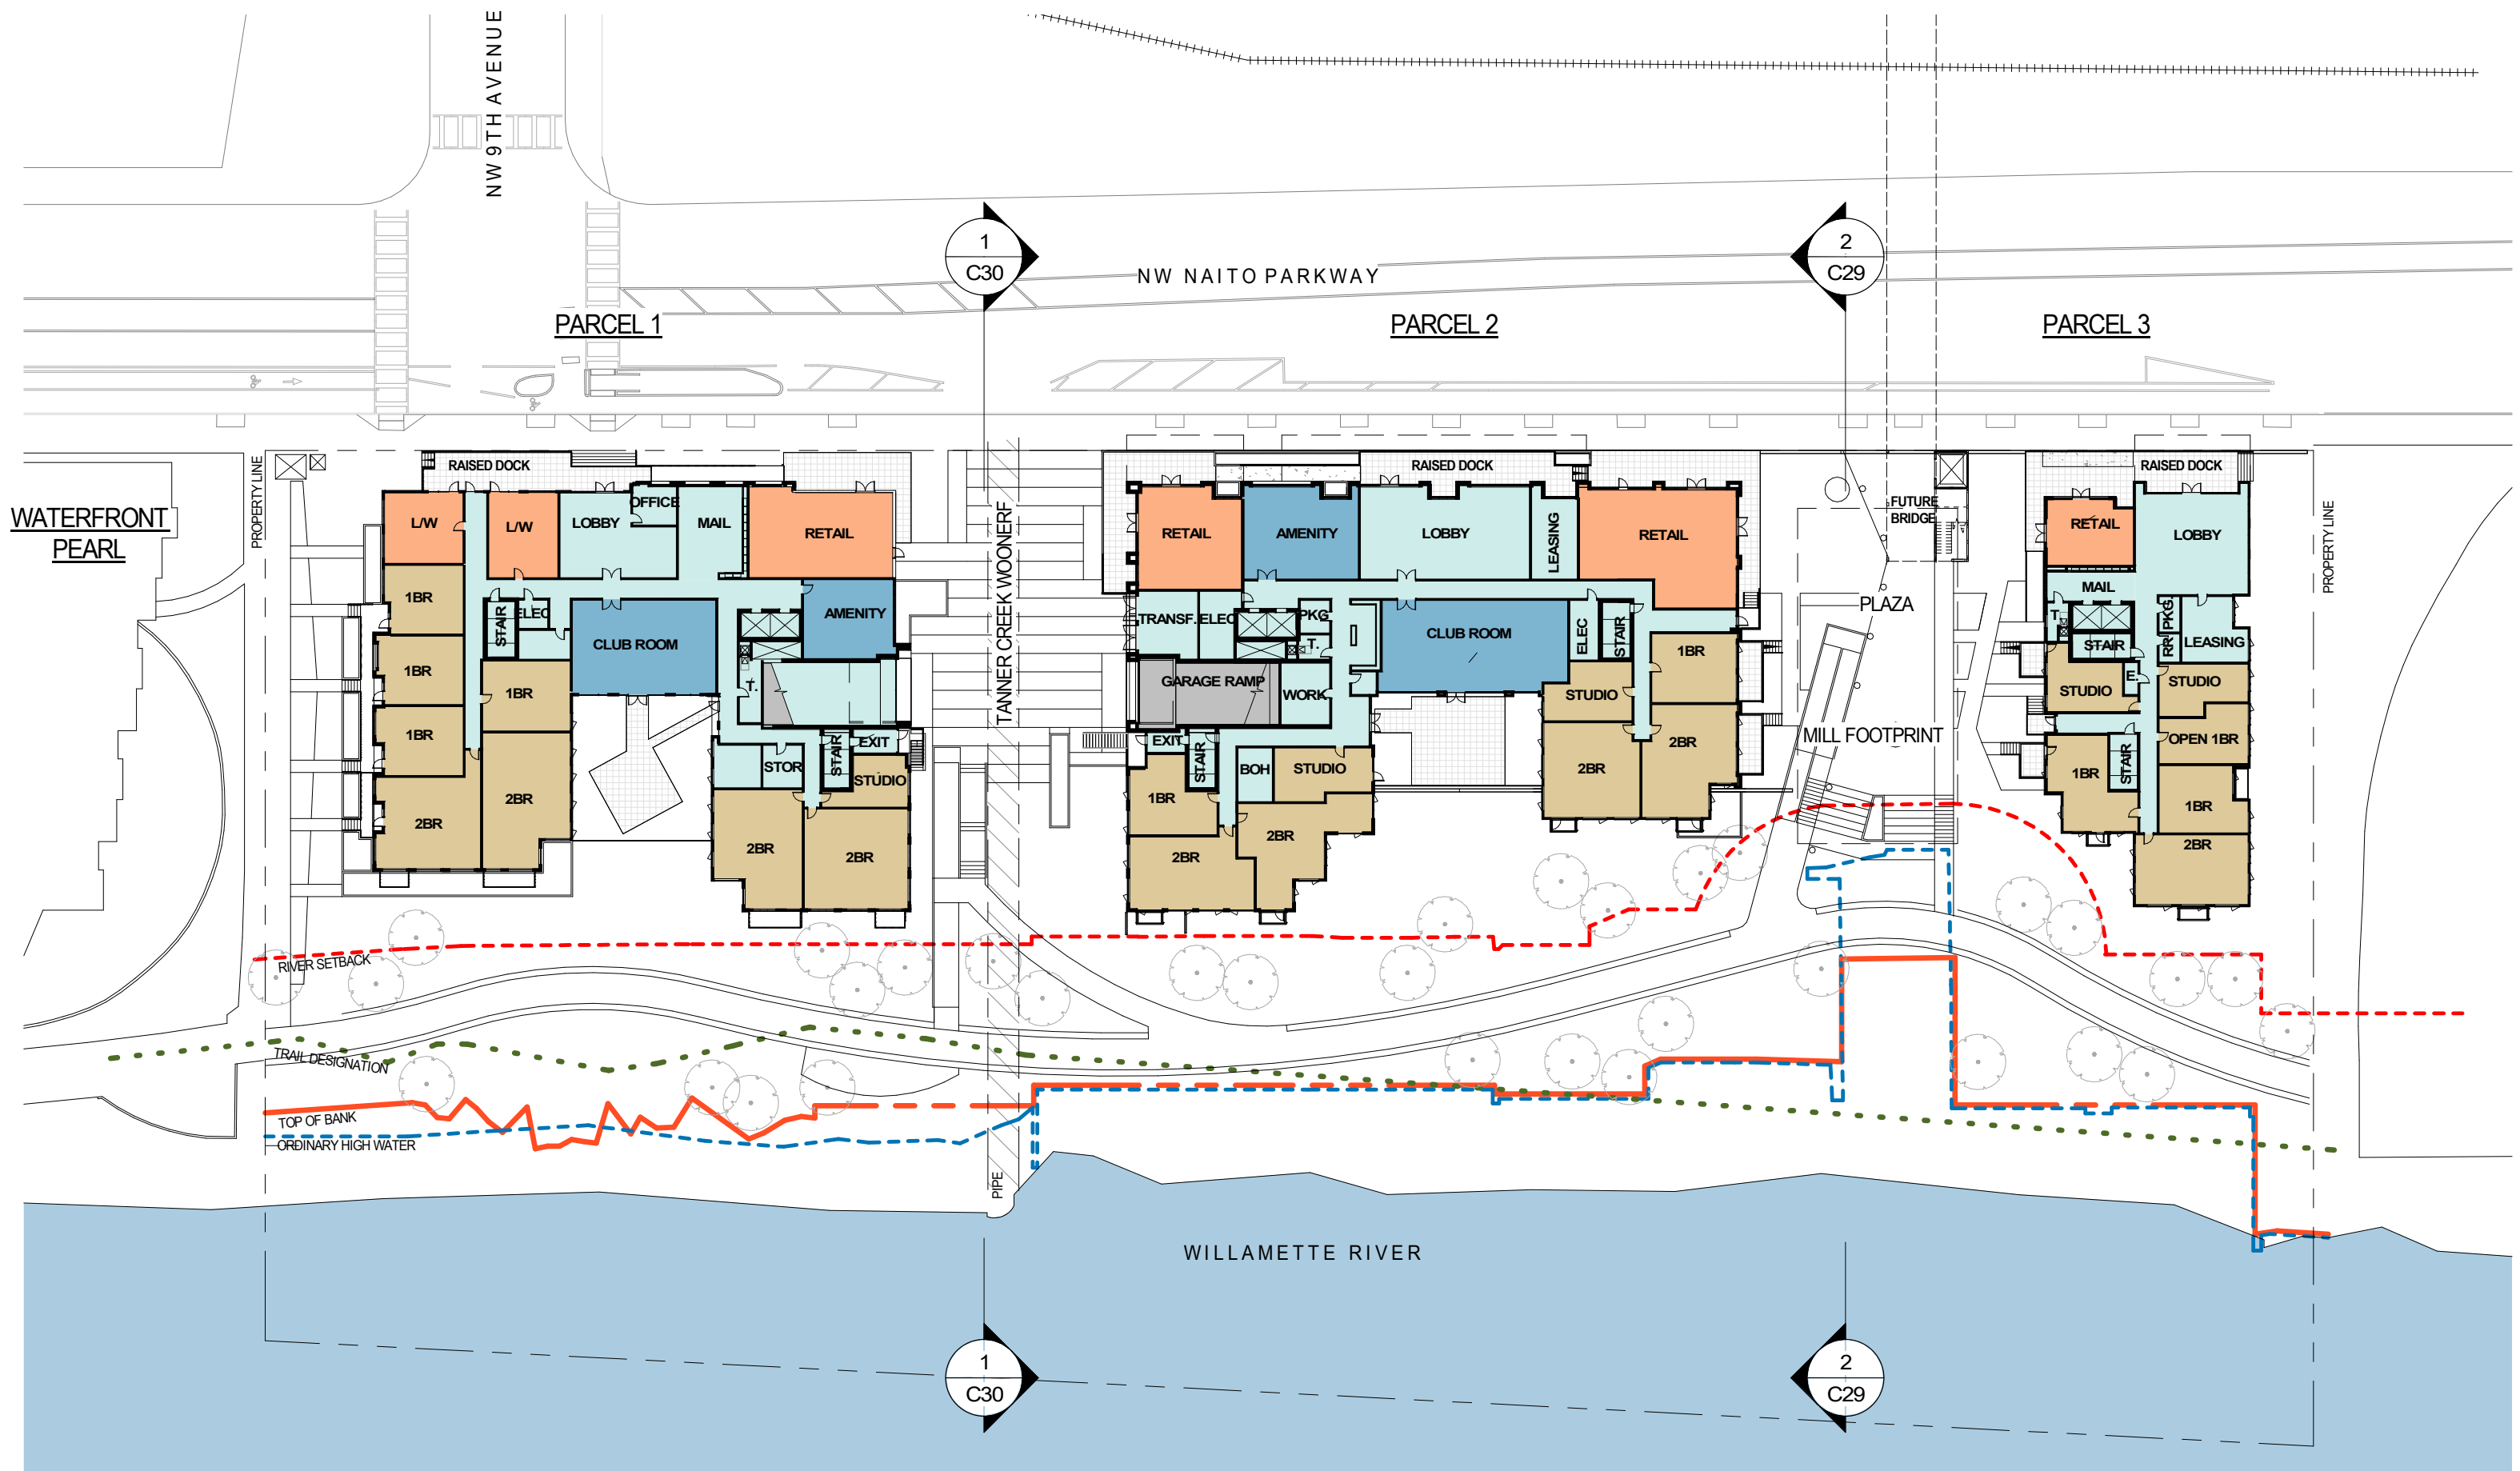 NW 9TH AVENUE
1
C30
2
C29
NW NAITO PARKWAY
PARCEL 1
PARCEL 2
PARCEL 3
WATERFRONT
PEARL
PROPERTY LINE
RAISED DOCK
L/W
L/W
LOBBY
OFFICE
MAIL
RETAIL
1BR
STAIR
ELEC
CLUB ROOM
AMENITY
1BR
1BR
T.
1BR
STOR
STAIR
EXIT
STUDIO
2BR
2BR
2BR
2BR
TANNER CREEK WOONERF
RAISED DOCK
RETAIL
AMENITY
LOBBY
LEASING
RETAIL
TRANSF.
ELEC
PKG
T.
CLUB ROOM
ELEC
STAIR
1BR
GARAGE RAMP
WORK
STUDIO
2BR
EXIT
STAIR
BOH
STUDIO
1BR
2BR
2BR
2BR
FUTURE
BRIDGE
PLAZA
MILL FOOTPRINT
RAISED DOCK
RETAIL
LOBBY
MAIL
T.
PKG.
STAIR
RR
LEASING
STUDIO
E.
STUDIO
OPEN 1BR
1BR
STAIR
1BR
2BR
PROPERTY LINE
RIVER SETBACK
TRAIL DESIGNATION
TOP OF BANK
ORDINARY HIGH WATER
PIPE
WILLAMETTE RIVER
1
C30
2
C29